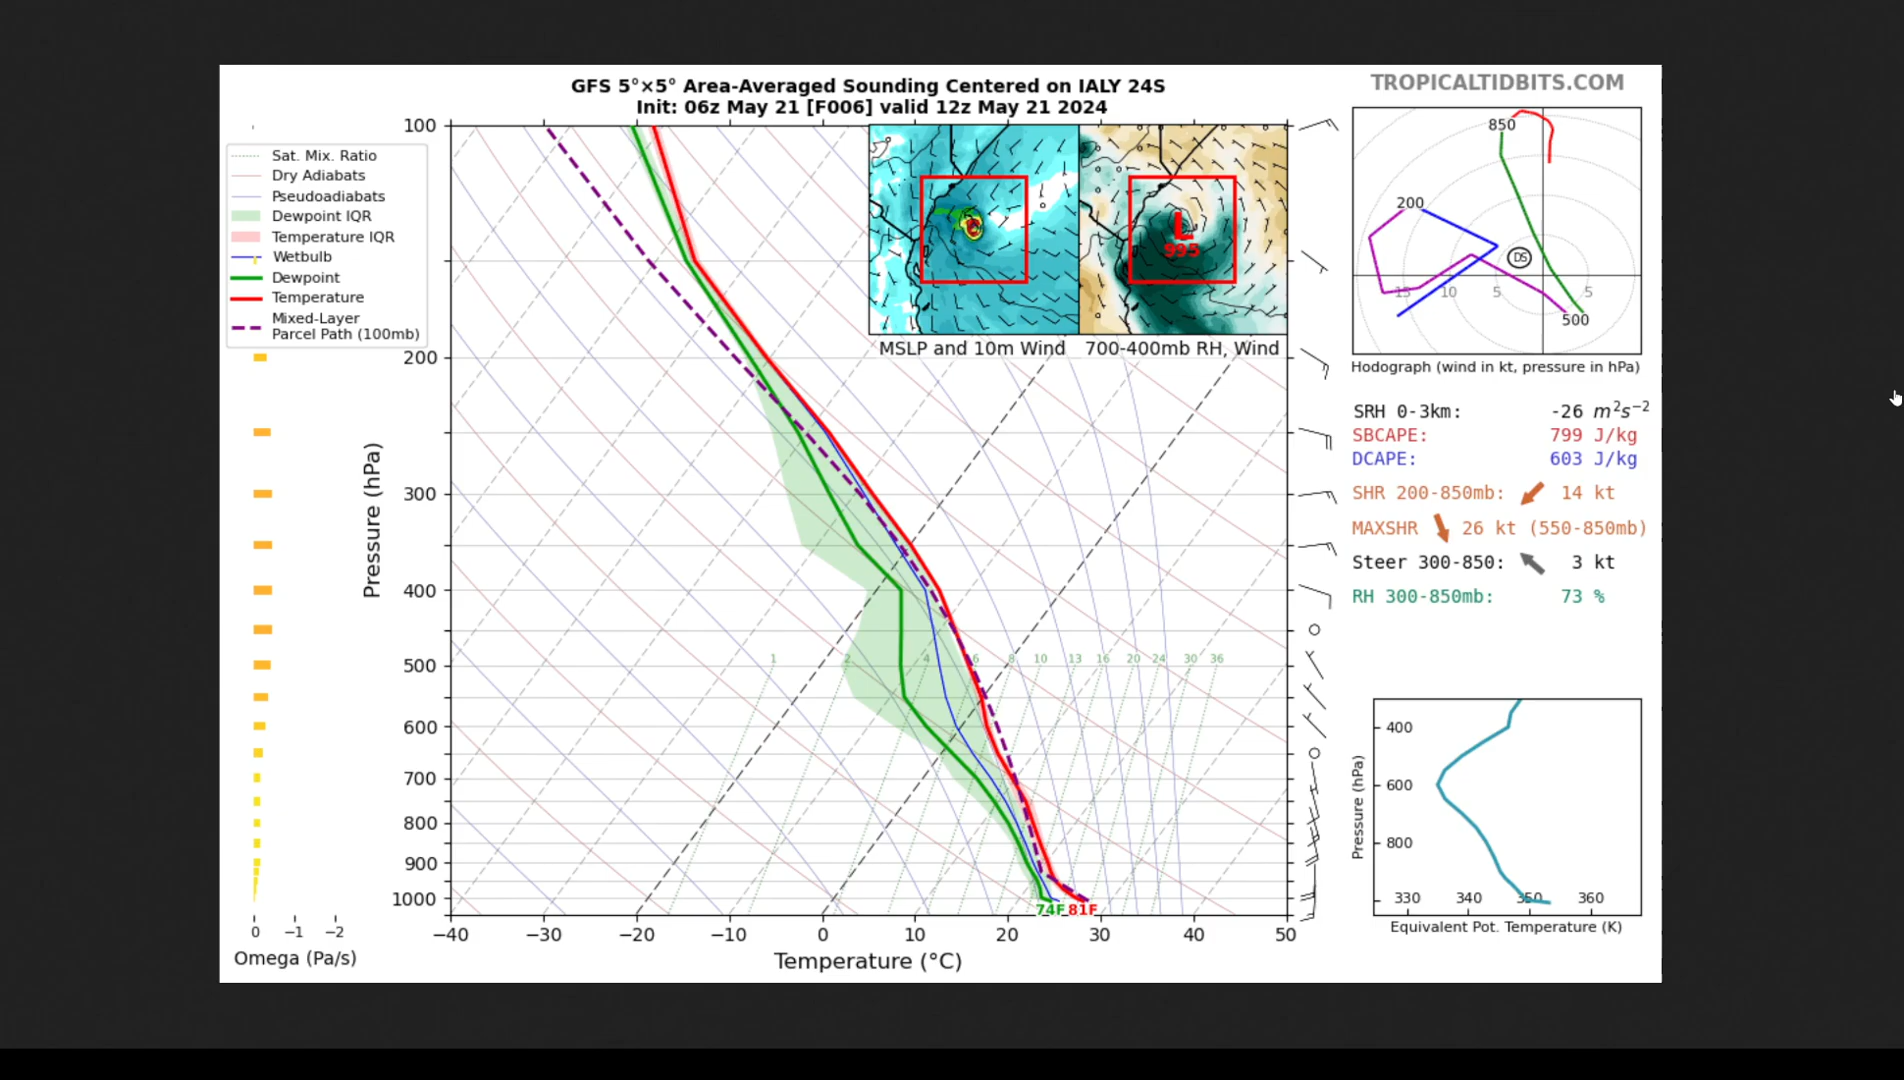 GFS 5°×5° Area-Averaged Sounding Centered on IALY 24S
Init: 06z May 21 [F006] valid 12z May 21 2024
TROPICALTIDBITS.COM
Sat. Mix. Ratio
Dry Adiabats
Pseudoadiabats
Dewpoint IQR
Temperature IQR
Wetbulb
Dewpoint
Temperature
Mixed-Layer
Parcel Path (100mb)
Pressure (hPa)
100
200
300
400
500
600
700
800
900
1000
1 2 4 6 8 10 13 16 20 24 30 36
74F 81F
−40 −30 −20 −10 0 10 20 30 40 50
Temperature (°C)
0 −1 −2
Omega (Pa/s)
L
995
MSLP and 10m Wind
700-400mb RH, Wind
850
200
DS
15 10 5 5
500
Hodograph (wind in kt, pressure in hPa)
SRH 0-3km: -26 m²s⁻²
SBCAPE: 799 J/kg
DCAPE: 603 J/kg
SHR 200-850mb: 14 kt
MAXSHR 26 kt (550-850mb)
Steer 300-850: 3 kt
RH 300-850mb: 73 %
Pressure (hPa)
400
600
800
330 340 350 360
Equivalent Pot. Temperature (K)